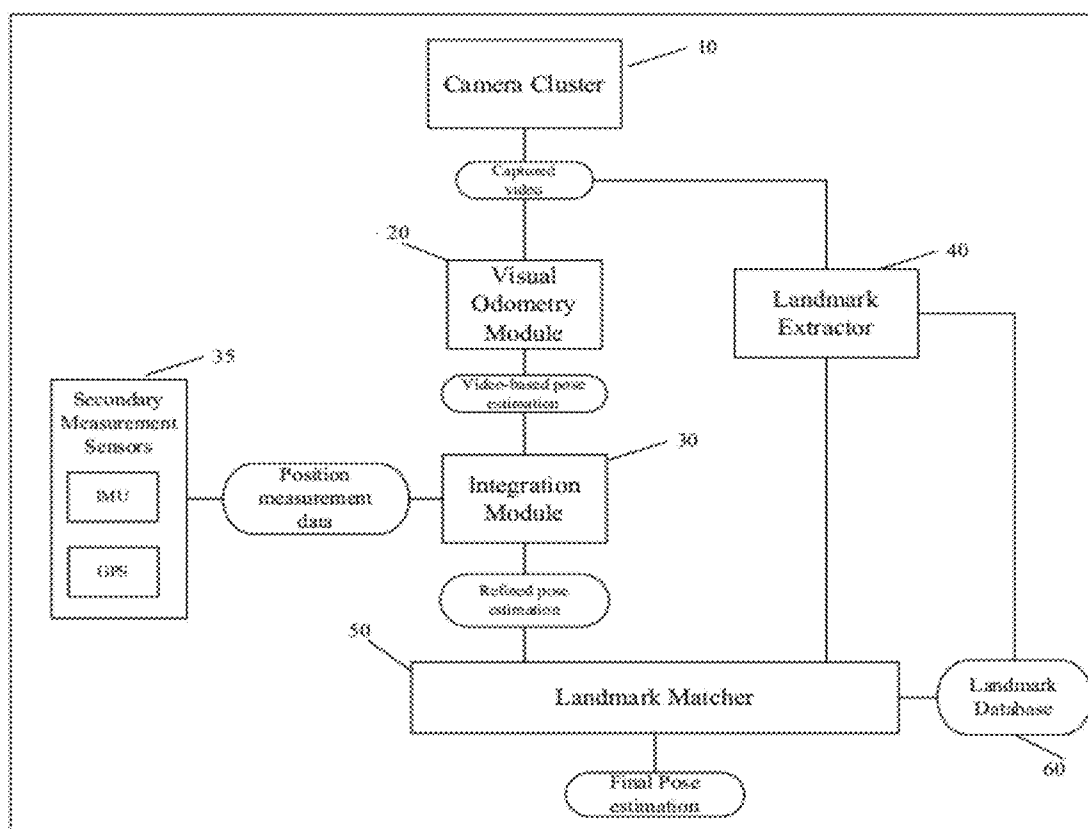 10
Camera Cluster
Captured
video
20
40
Visual
Odometry
Module
Landmark
Extractor
35
Video-based pose
estimation
Secondary
Measurement
Sensors
30
IMU
Position
measurement
data
Integration
Module
GPS
Refined pose
estimation
50
Landmark Matcher
Landmark
Database
60
Final Pose
estimation